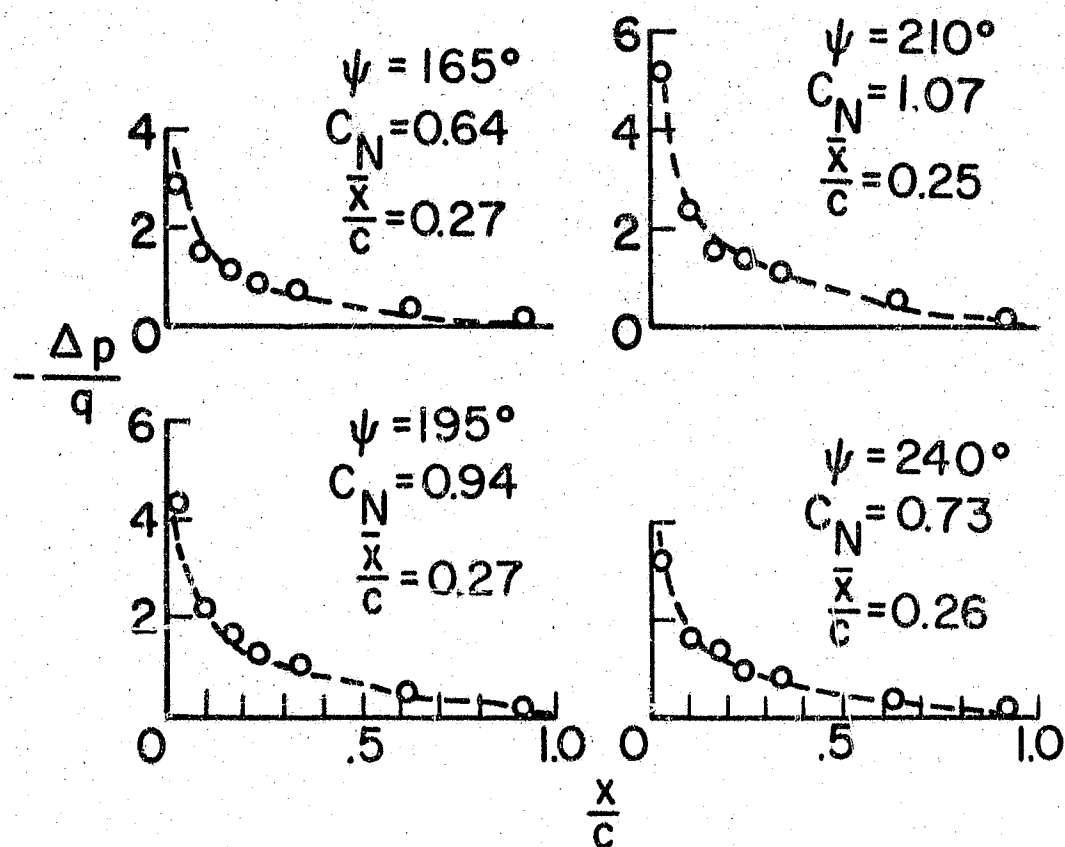 ψ = 165°
C_N = 0.64
x̄/c = 0.27
4
2
0
ψ = 210°
C_N = 1.07
x̄/c = 0.25
6
4
2
0
- Δp/q
ψ = 195°
C_N = 0.94
x̄/c = 0.27
6
4
2
0 .5 1.0
ψ = 240°
C_N = 0.73
x̄/c = 0.26
0 .5 1.0
x/c